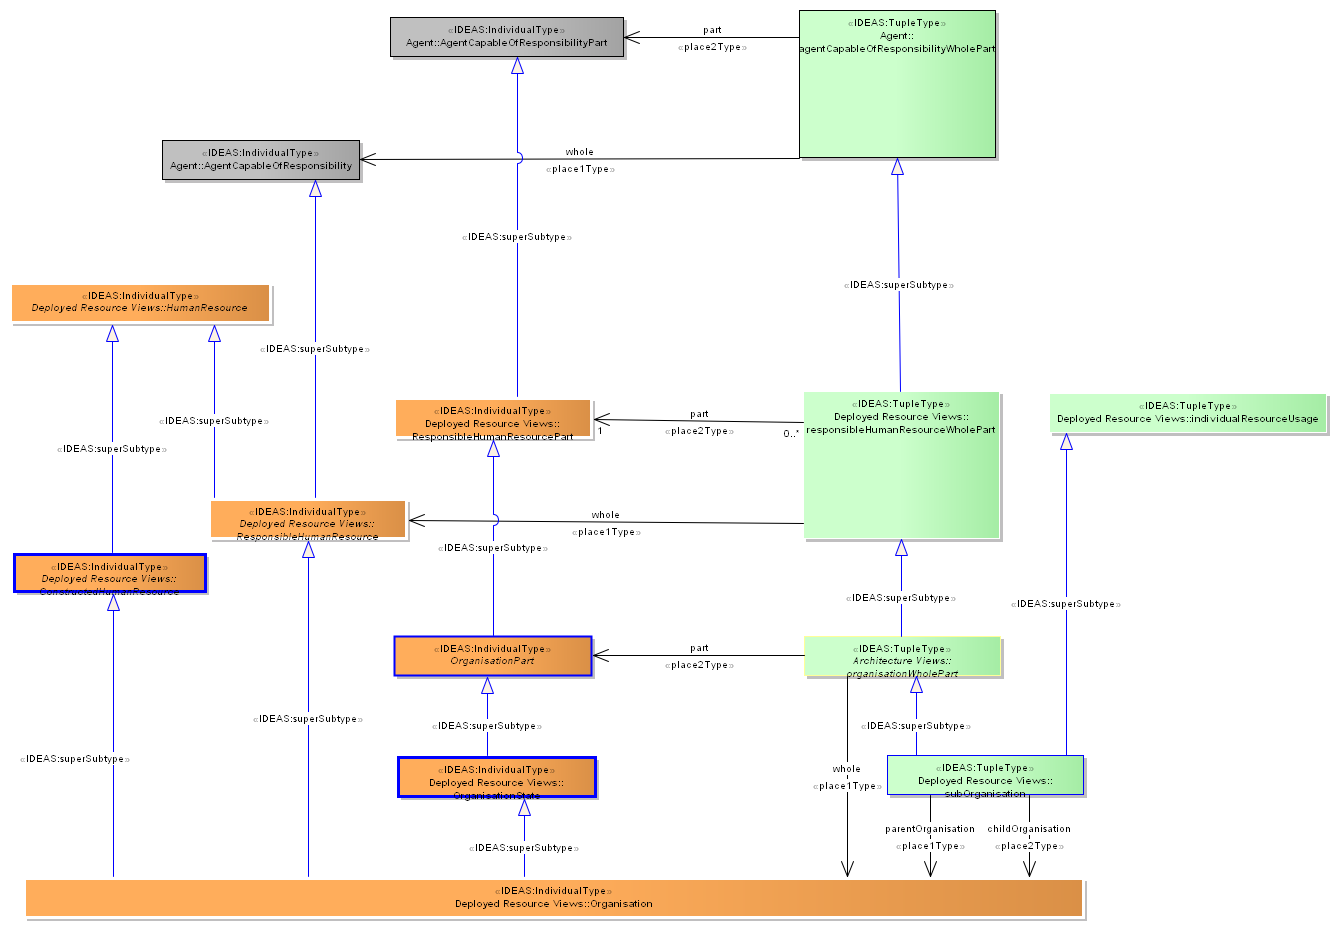 «IDEAS:IndividualType»
Agent::AgentCapableOfResponsibilityPart
part
«place2Type»
«IDEAS:TupleType»
Agent::
agentCapableOfResponsibilityWholePart
«IDEAS:IndividualType»
Agent::AgentCapableOfResponsibility
whole
«place1Type»
«IDEAS:superSubtype»
«IDEAS:superSubtype»
«IDEAS:IndividualType»
Deployed Resource Views::HumanResource
«IDEAS:superSubtype»
«IDEAS:superSubtype»
«IDEAS:superSubtype»
«IDEAS:IndividualType»
Deployed Resource Views::
ResponsibleHumanResourcePart
1
part
«place2Type»
0..*
«IDEAS:TupleType»
Deployed Resource Views::
responsibleHumanResourceWholePart
«IDEAS:TupleType»
Deployed Resource Views::individualResourceUsage
«IDEAS:IndividualType»
Deployed Resource Views::
ResponsibleHumanResource
whole
«place1Type»
«IDEAS:superSubtype»
«IDEAS:IndividualType»
Deployed Resource Views::
ConstructedHumanResource
«IDEAS:superSubtype»
«IDEAS:superSubtype»
«IDEAS:IndividualType»
OrganisationPart
part
«place2Type»
«IDEAS:TupleType»
Architecture Views::
organisationWholePart
«IDEAS:superSubtype»
«IDEAS:superSubtype»
«IDEAS:superSubtype»
«IDEAS:superSubtype»
«IDEAS:IndividualType»
Deployed Resource Views::
OrganisationState
whole
«place1Type»
«IDEAS:TupleType»
Deployed Resource Views::
subOrganisation
parentOrganisation
«place1Type»
childOrganisation
«place2Type»
«IDEAS:superSubtype»
«IDEAS:IndividualType»
Deployed Resource Views::Organisation